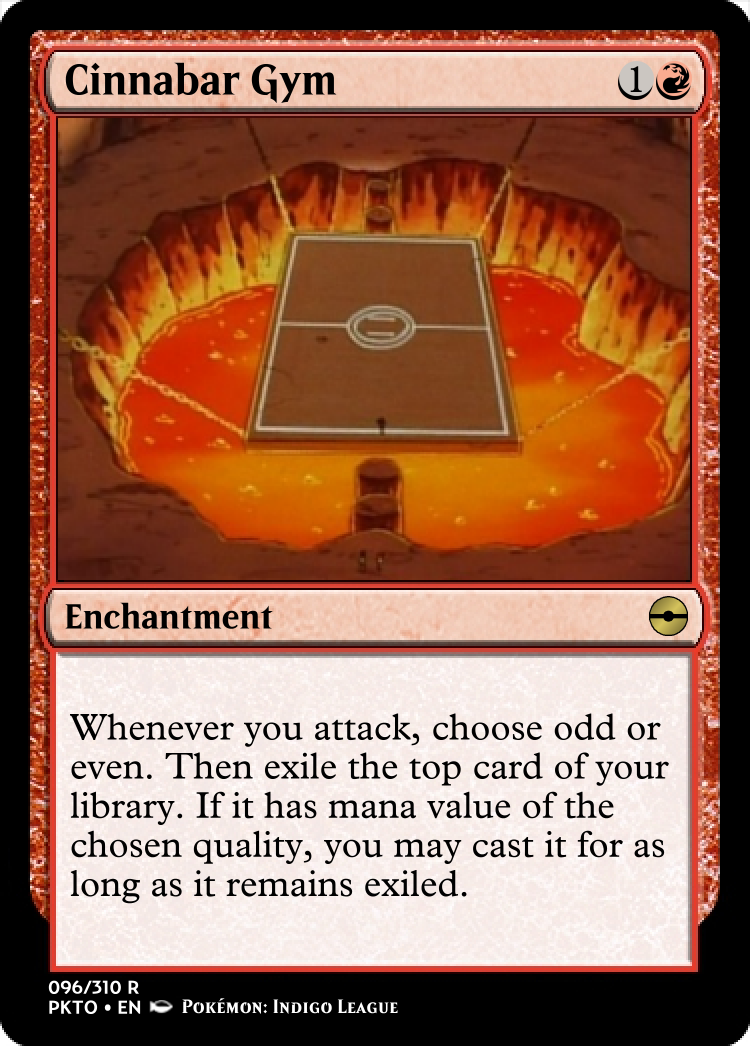 Cinnabar Gym 1
Enchantment
Whenever you attack, choose odd or
even. Then exile the top card of your
library. If it has mana value of the
chosen quality, you may cast it for as
long as it remains exiled.
096/310 R
PKTO • EN Pokémon: Indigo League